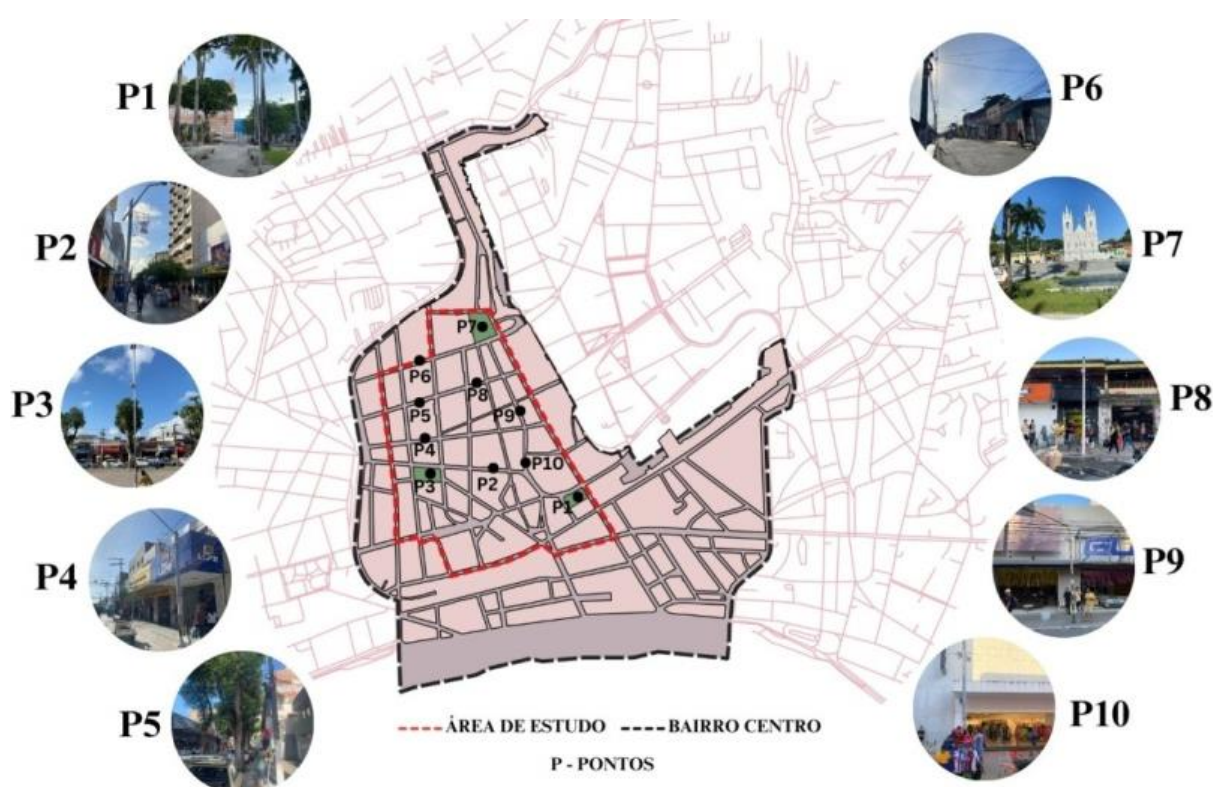 P1
P2
P3
P4
P5
P6
P7
P8
P9
P10
P7
P6
P8
P5
P9
P4
P10
P3
P2
P1
ÁREA DE ESTUDO
BAIRRO CENTRO
P - PONTOS